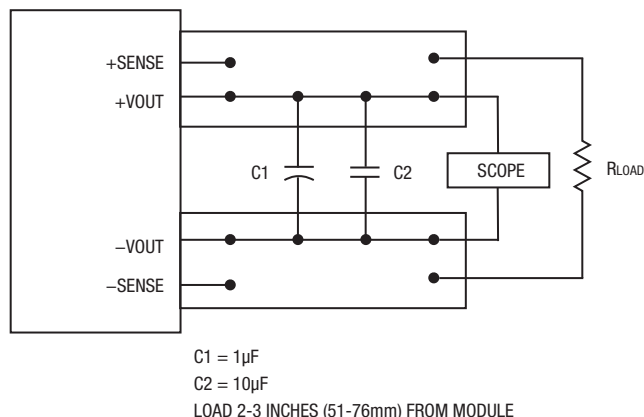 +SENSE
+VOUT
C1
C2
SCOPE
RLOAD
−VOUT
−SENSE
C1 = 1µF
C2 = 10µF
LOAD 2-3 INCHES (51-76mm) FROM MODULE